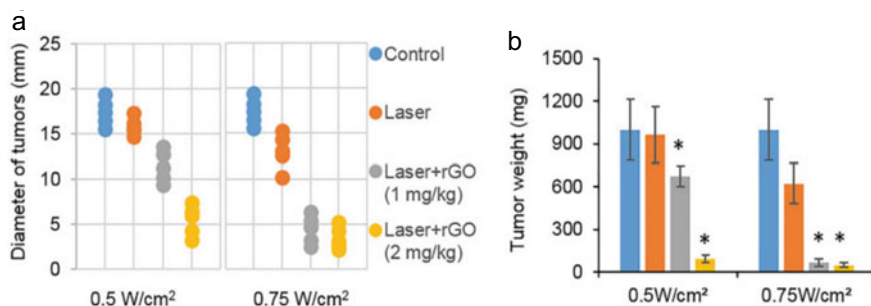 a
Diameter of tumors (mm)
25
20
15
10
5
0
0.5 W/cm²
0.75 W/cm²
Control
Laser
Laser+rGO
(1 mg/kg)
Laser+rGO
(2 mg/kg)
b
Tumor weight (mg)
1500
1200
900
600
300
0
*
*
* *
0.5W/cm²
0.75W/cm²